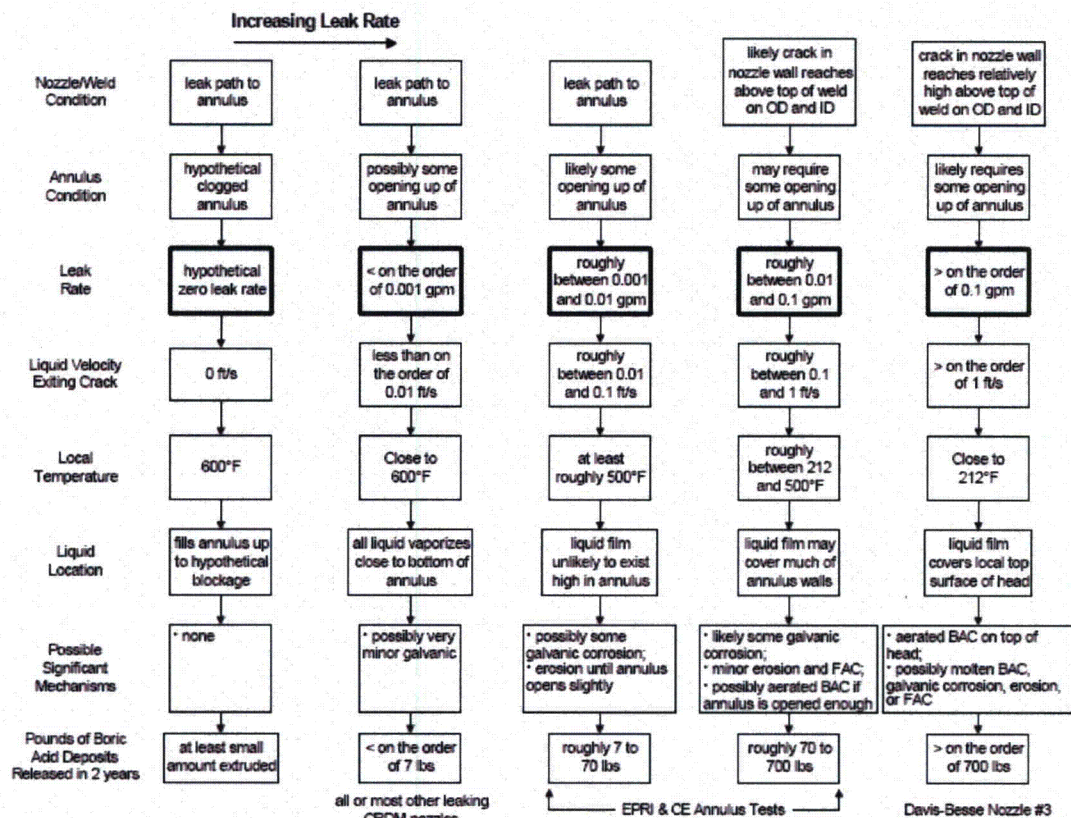 Increasing Leak Rate
Nozzle/Weld
Condition
leak path to
annulus
leak path to
annulus
leak path to
annulus
likely crack in
nozzle wall reaches
above top of weld
on OD and ID
crack in nozzle wall
reaches relatively
high above top of
weld on OD and ID
Annulus
Condition
hypothetical
clogged
annulus
possibly some
opening up of
annulus
likely some
opening up of
annulus
may require
some opening
up of annulus
likely requires
some opening
up of annulus
Leak
Rate
hypothetical
zero leak rate
< on the order
of 0.001 gpm
roughly
between 0.001
and 0.01 gpm
roughly
between 0.01
and 0.1 gpm
> on the order
of 0.1 gpm
Liquid Velocity
Exiting Crack
0 ft/s
less than on
the order of
0.01 ft/s
roughly
between 0.01
and 0.1 ft/s
roughly
between 0.1
and 1 ft/s
> on the order
of 1 ft/s
Local
Temperature
600°F
Close to
600°F
at least
roughly 500°F
roughly
between 212
and 500°F
Close to
212°F
Liquid
Location
fills annulus up
to hypothetical
blockage
all liquid vaporizes
close to bottom of
annulus
liquid film
unlikely to exist
high in annulus
liquid film may
cover much of
annulus walls
liquid film
covers local top
surface of head
Possible
Significant
Mechanisms
· none
· possibly very
minor galvanic
· possibly some
galvanic corrosion;
· erosion until annulus
opens slightly
· likely some galvanic
corrosion;
· minor erosion and FAC;
· possibly aerated BAC if
annulus is opened enough
· aerated BAC on top of
head;
· possibly molten BAC,
galvanic corrosion, erosion,
or FAC
Pounds of Boric
Acid Deposits
Released in 2 years
at least small
amount extruded
< on the order
of 7 lbs
roughly 7 to
70 lbs
roughly 70 to
700 lbs
> on the order
of 700 lbs
all or most other leaking
CRDM nozzles
EPRI & CE Annulus Tests
Davis-Besse Nozzle #3